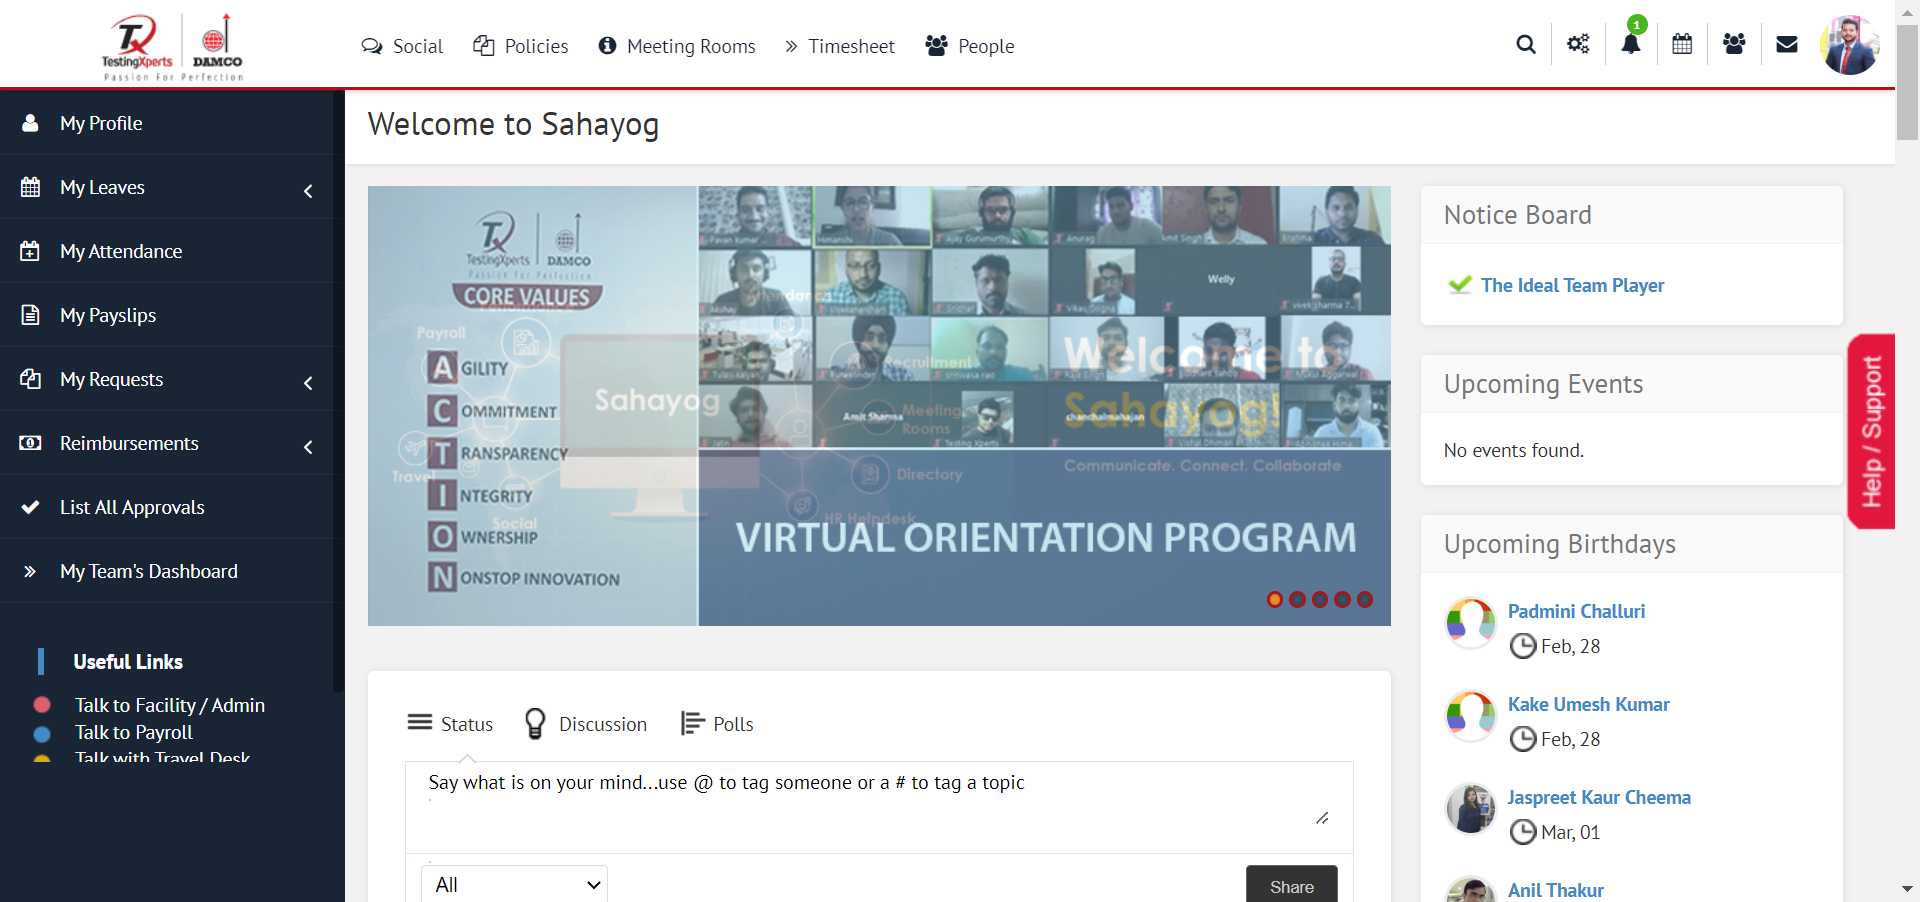 TestingXperts DAMCO
Passion For Perfection
Social
Policies
Meeting Rooms
Timesheet
People
1
My Profile
My Leaves
My Attendance
My Payslips
My Requests
Reimbursements
List All Approvals
My Team's Dashboard
Useful Links
Talk to Facility / Admin
Talk to Payroll
Talk with Travel Desk
Welcome to Sahayog
TestingXperts DAMCO
Passion For Perfection
CORE VALUES
Payroll
AGILITY
COMMITMENT
TRANSPARENCY
INTEGRITY
OWNERSHIP
NONSTOP INNOVATION
Travel
Social
Sahayog
Recruitment
Meeting
Rooms
Directory
HR Helpdesk
Welly
Amit Sharma
chanchalmahajan
Testing Xperts
Welcome to
Sahayog!
Communicate. Connect. Collaborate
VIRTUAL ORIENTATION PROGRAM
Status
Discussion
Polls
Say what is on your mind...use @ to tag someone or a # to tag a topic
All
Share
Notice Board
The Ideal Team Player
Upcoming Events
No events found.
Upcoming Birthdays
Padmini Challuri
Feb, 28
Kake Umesh Kumar
Feb, 28
Jaspreet Kaur Cheema
Mar, 01
Anil Thakur
Help / Support